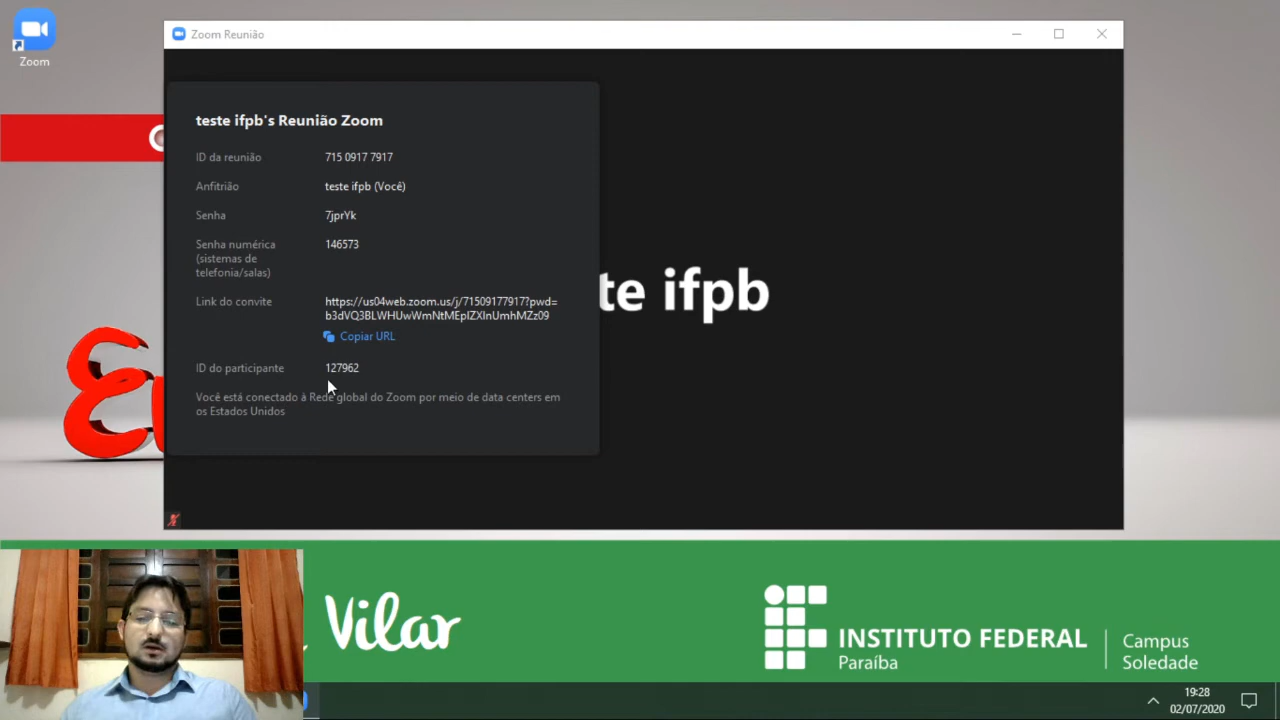 Zoom
Zoom Reunião
teste ifpb's Reunião Zoom
ID da reunião 715 0917 7917
Anfitrião teste ifpb (Você)
Senha 7jprYk
Senha numérica 146573
(sistemas de
telefonia/salas)
Link do convite https://us04web.zoom.us/j/71509177917?pwd=
b3dVQ3BLWHUwWmNtMEpIZXlnUmhMZz09
Copiar URL
ID do participante 127962
Você está conectado à Rede global do Zoom por meio de data centers em
os Estados Unidos
te ifpb
Vilar
INSTITUTO FEDERAL
Paraíba
Campus
Soledade
19:28
02/07/2020